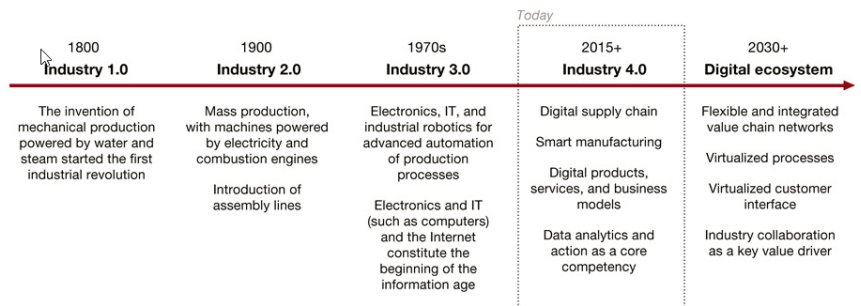 Today
1800
Industry 1.0
The invention of
mechanical production
powered by water and
steam started the first
industrial revolution
1900
Industry 2.0
Mass production,
with machines powered
by electricity and
combustion engines
Introduction of
assembly lines
1970s
Industry 3.0
Electronics, IT, and
industrial robotics for
advanced automation
of production
processes
Electronics and IT
(such as computers)
and the Internet
constitute the
beginning of the
information age
2015+
Industry 4.0
Digital supply chain
Smart manufacturing
Digital products,
services, and business
models
Data analytics and
action as a core
competency
2030+
Digital ecosystem
Flexible and integrated
value chain networks
Virtualized processes
Virtualized customer
interface
Industry collaboration
as a key value driver